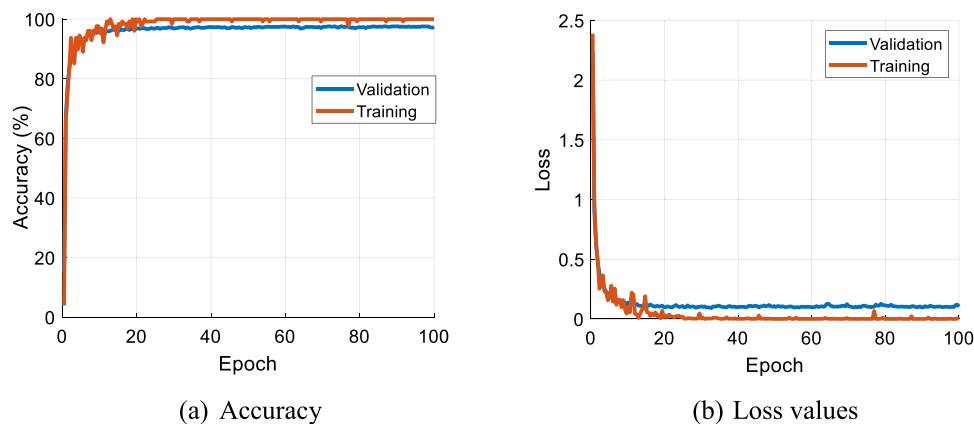 100
80
60
40
20
0
Accuracy (%)
Validation
Training
0 20 40 60 80 100
Epoch
(a) Accuracy
2.5
2
1.5
1
0.5
0
Loss
Validation
Training
0 20 40 60 80 100
Epoch
(b) Loss values